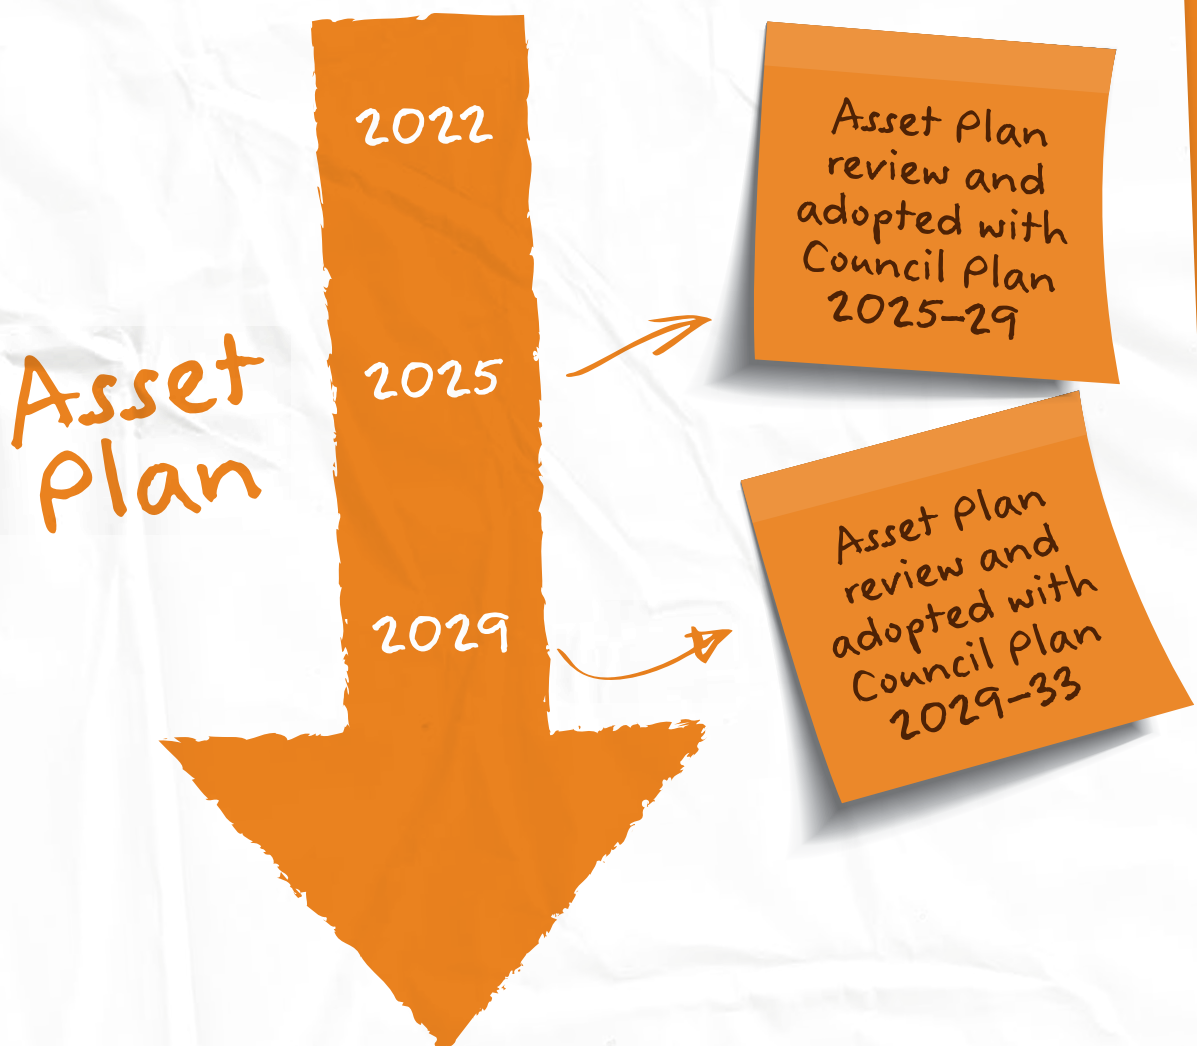 Asset
Plan
2022
2025
2029
Asset Plan
review and
adopted with
Council Plan
2025–29
Asset Plan
review and
adopted with
Council Plan
2029–33